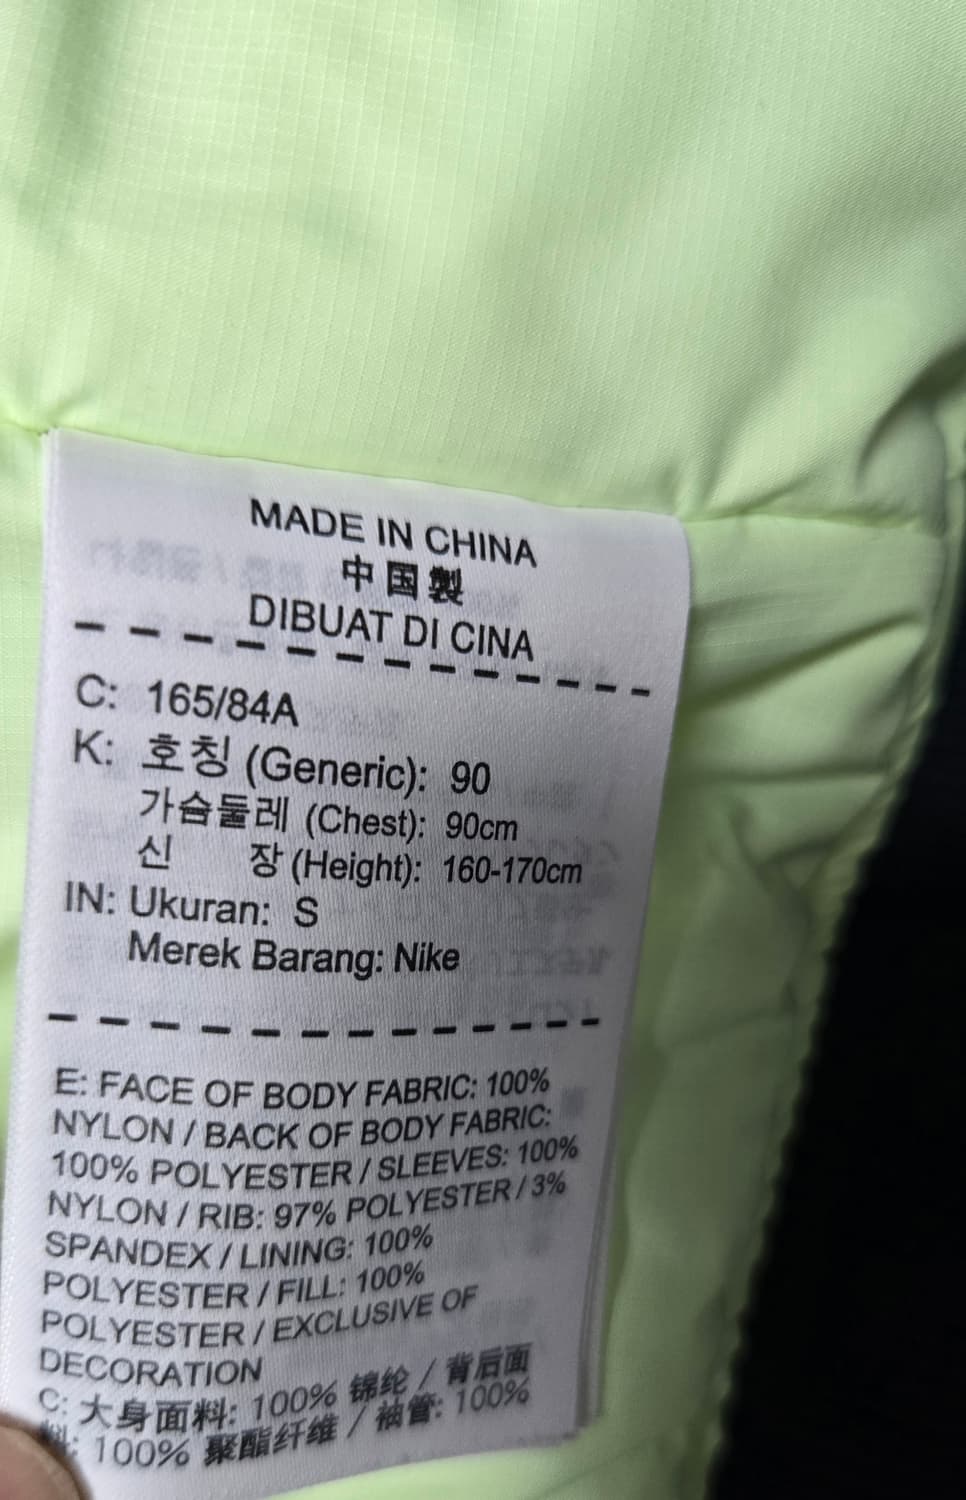 MADE IN CHINA
中国製
DIBUAT DI CINA
C: 165/84A
K: 호칭 (Generic): 90
가슴둘레 (Chest): 90cm
신 장 (Height): 160-170cm
IN: Ukuran: S
Merek Barang: Nike
E: FACE OF BODY FABRIC: 100%
NYLON / BACK OF BODY FABRIC:
100% POLYESTER / SLEEVES: 100%
NYLON / RIB: 97% POLYESTER / 3%
SPANDEX / LINING: 100%
POLYESTER / FILL: 100%
POLYESTER / EXCLUSIVE OF
DECORATION
C: 大身面料: 100% 锦纶 / 背后面
料: 100% 聚酯纤维 / 袖管: 100%